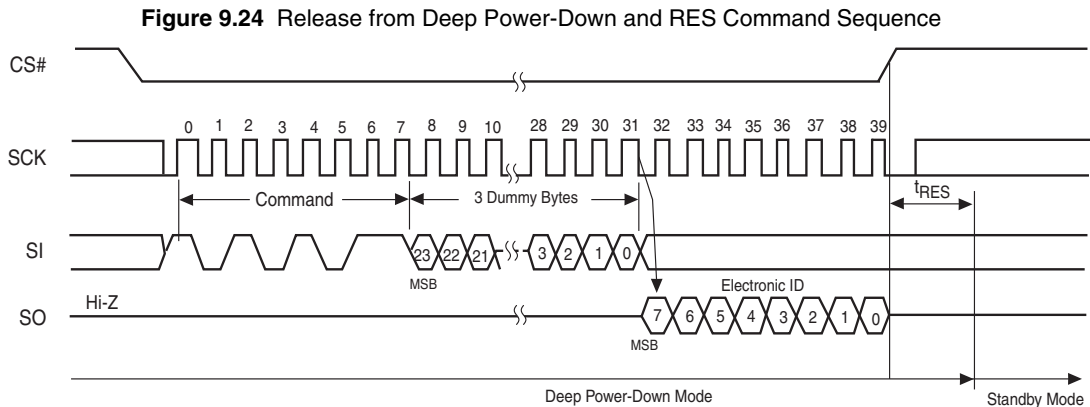 Figure 9.24 Release from Deep Power-Down and RES Command Sequence
CS#
0 1 2 3 4 5 6 7 8 9 10 28 29 30 31 32 33 34 35 36 37 38 39
SCK
Command
3 Dummy Bytes
tRES
SI
23 22 21 3 2 1 0
MSB
Electronic ID
Hi-Z
SO
7 6 5 4 3 2 1 0
MSB
Deep Power-Down Mode
Standby Mode